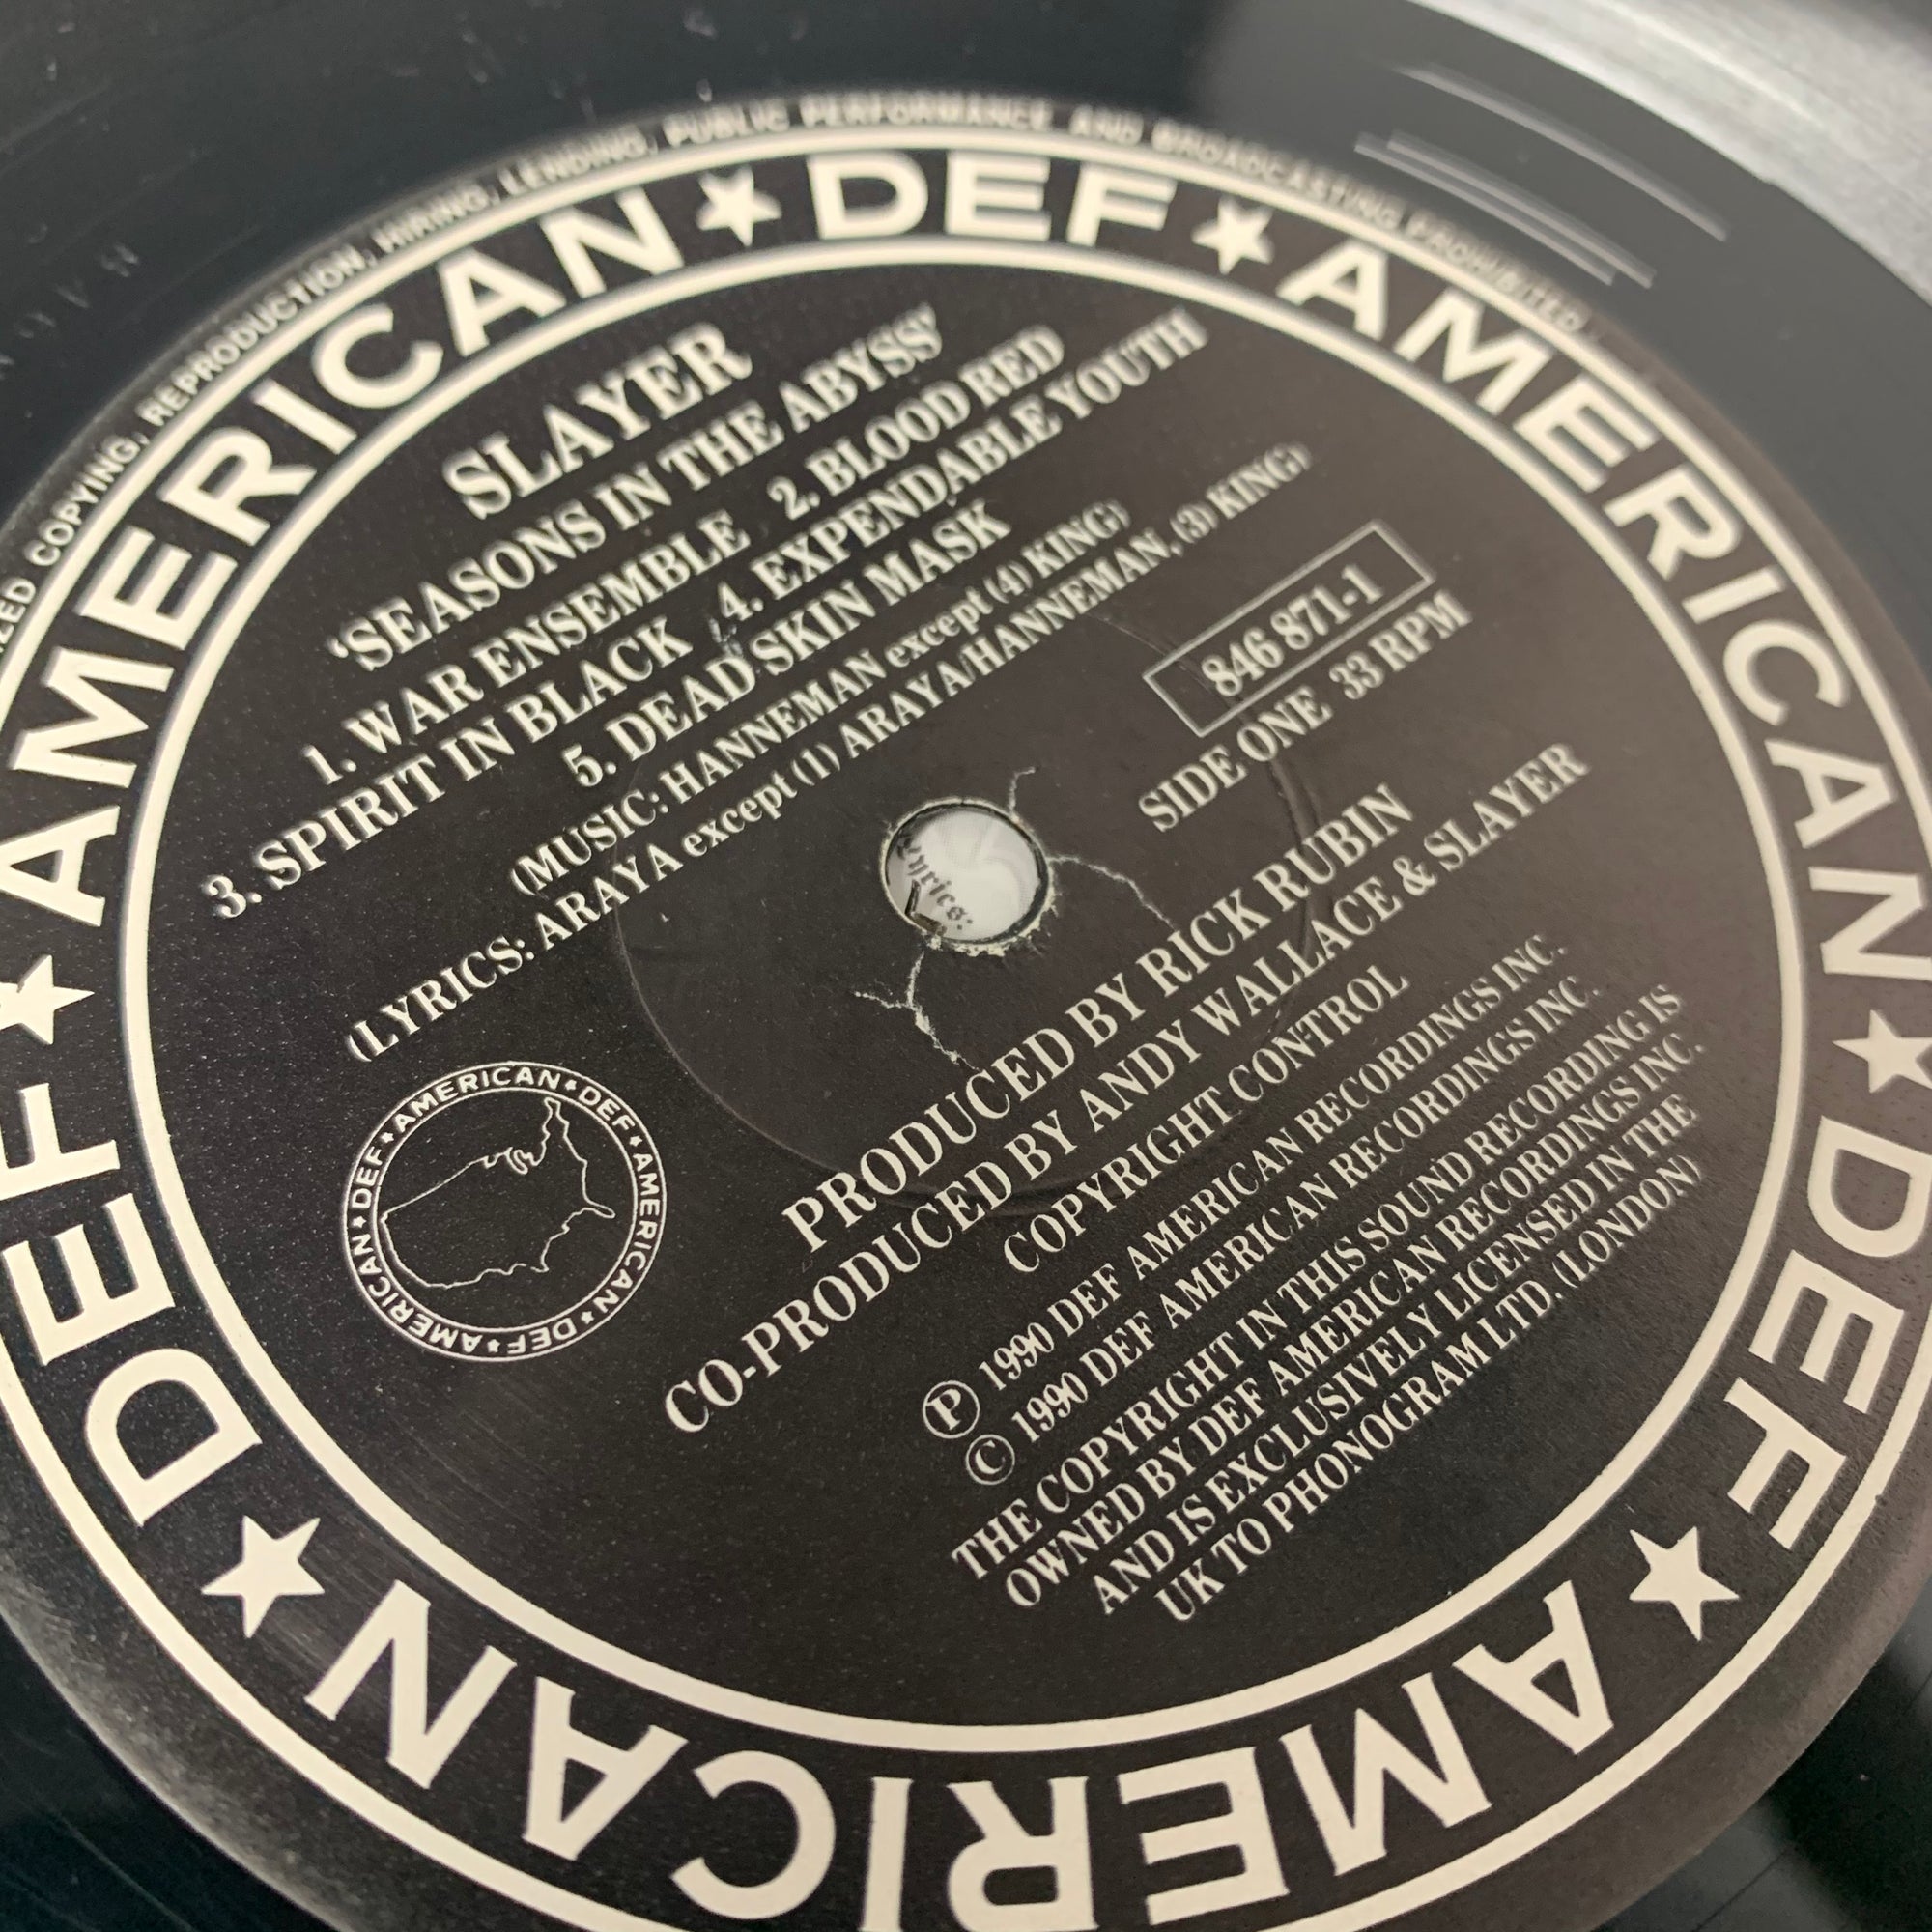 COPYING, REPRODUCTION, HIRING, LENDING, PUBLIC PERFORMANCE AND BROADCASTING PROHIBITED.
AMERICAN ★ DEF ★ AMERICAN ★ DEF ★ AMERICAN ★ DEF ★
SLAYER
'SEASONS IN THE ABYSS'
1. WAR ENSEMBLE 2. BLOOD RED
3. SPIRIT IN BLACK 4. EXPENDABLE YOUTH
5. DEAD SKIN MASK
(MUSIC: HANNEMAN except (4) KING)
(LYRICS: ARAYA except (1) ARAYA/HANNEMAN, (3) KING)
846 871-1
SIDE ONE 33 RPM
Lyrics:
AMERICAN ★ DEF ★ AMERICAN ★ DEF ★ AMERICAN ★ DEF ★
PRODUCED BY RICK RUBIN
CO-PRODUCED BY ANDY WALLACE & SLAYER
COPYRIGHT CONTROL
Ⓟ 1990 DEF AMERICAN RECORDINGS INC.
© 1990 DEF AMERICAN RECORDINGS INC.
THE COPYRIGHT IN THIS SOUND RECORDING IS
OWNED BY DEF AMERICAN RECORDINGS INC.
AND IS EXCLUSIVELY LICENSED IN THE
UK TO PHONOGRAM LTD. (LONDON)